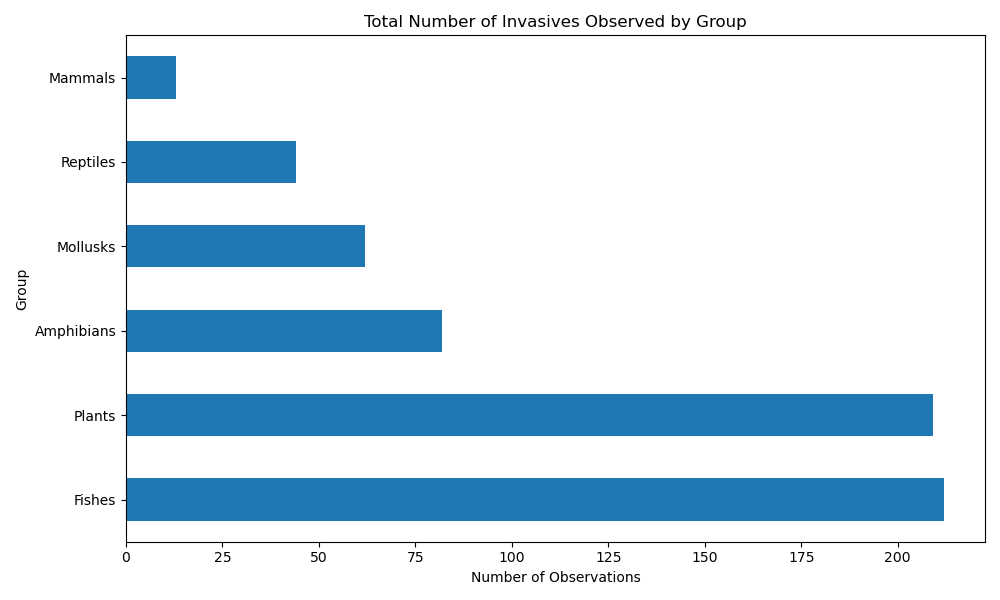 Total Number of Invasives Observed by Group
Mammals
Reptiles
Mollusks
Amphibians
Plants
Fishes
Group
0 25 50 75 100 125 150 175 200
Number of Observations